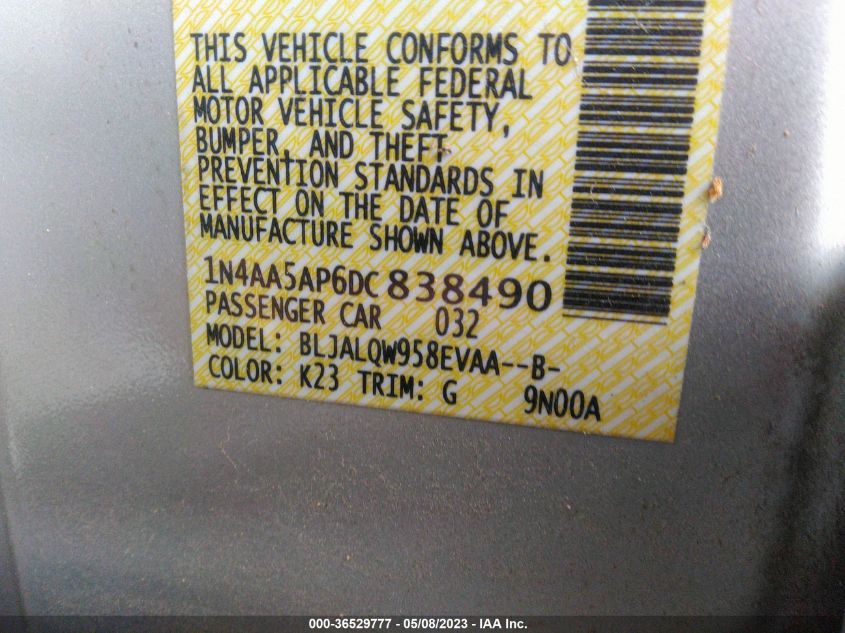 THIS VEHICLE CONFORMS TO
ALL APPLICABLE FEDERAL
MOTOR VEHICLE SAFETY,
BUMPER, AND THEFT
PREVENTION STANDARDS IN
EFFECT ON THE DATE OF
MANUFACTURE SHOWN ABOVE.
1N4AA5AP6DC838490
PASSENGER CAR 032
MODEL: BLJALQW958EVAA--B-
COLOR: K23 TRIM: G 9N00A
000-36529777 - 05/08/2023 - IAA Inc.